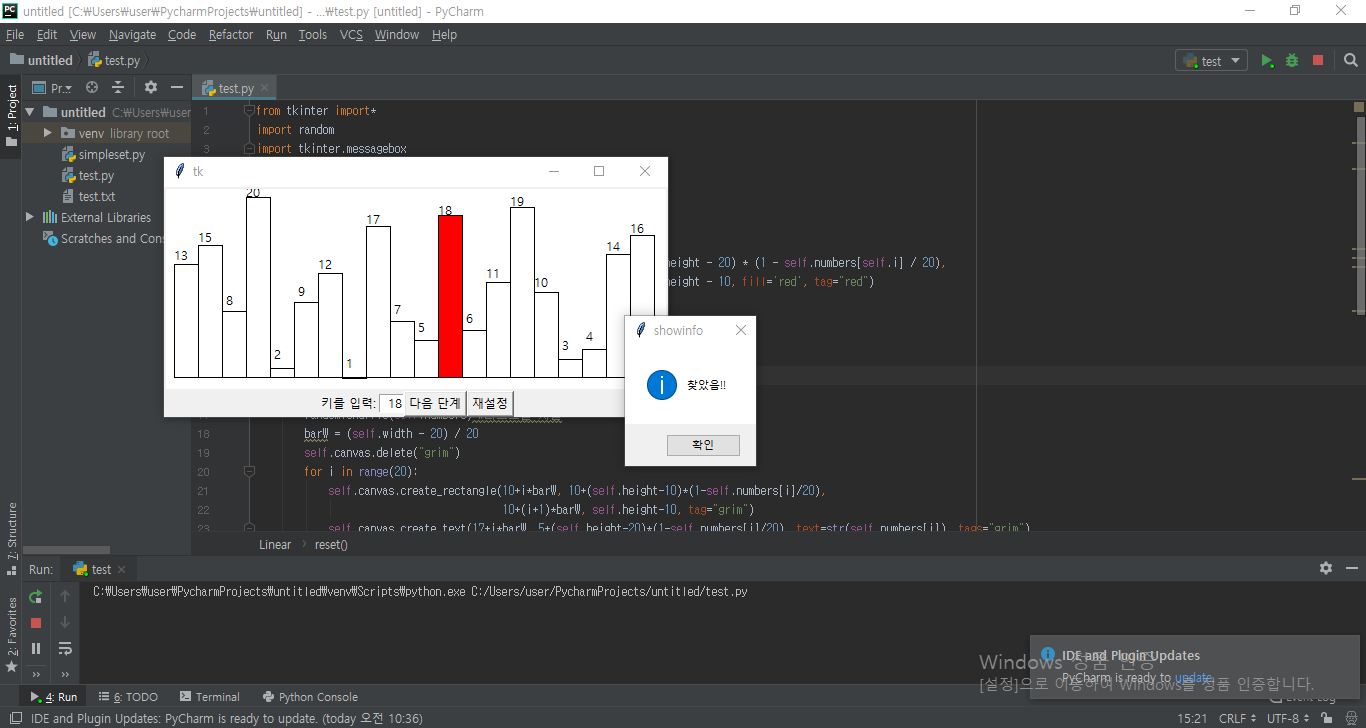 untitled [C:₩Users₩user₩PycharmProjects₩untitled] - ...₩test.py [untitled] - PyCharm
File Edit View Navigate Code Refactor Run Tools VCS Window Help
untitled test.py
test
1: Project
Pr..
test.py
untitled C:₩Users₩user
venv library root
simpleset.py
test.py
test.txt
External Libraries
Scratches and Con
1 from tkinter import*
2 import random
3 import tkinter.messagebox
eight - 20) * (1 - self.numbers[self.i] / 20),
eight - 10, fill='red', tag="red")
tk
13 15 8 20 2 9 12 1 17 7 5 18 6 11 19 10 3 4 14 16
키를 입력: 18 다음 단계 재설정
showinfo
찾았음!!
확인
18 barW = (self.width - 20) / 20
19 self.canvas.delete("grim")
20 for i in range(20):
21 self.canvas.create_rectangle(10+i*barW, 10+(self.height-10)*(1-self.numbers[i]/20),
22 10+(i+1)*barW, self.height-10, tag="grim")
23 self.canvas.create_text(17+i*barW, 5+(self.height-20)*(1-self.numbers[i]/20), text=str(self.numbers[i]), tags="grim")
Linear reset()
7: Structure
2: Favorites
Run: test
C:₩Users₩user₩PycharmProjects₩untitled₩venv₩Scripts₩python.exe C:/Users/user/PycharmProjects/untitled/test.py
Windows 정품 인증
[설정]으로 이동하여 Windows를 정품 인증합니다.
IDE and Plugin Updates
PyCharm is ready to update.
4: Run 6: TODO Terminal Python Console Event Log
IDE and Plugin Updates: PyCharm is ready to update. (today 오전 10:36)
15:21 CRLF UTF-8